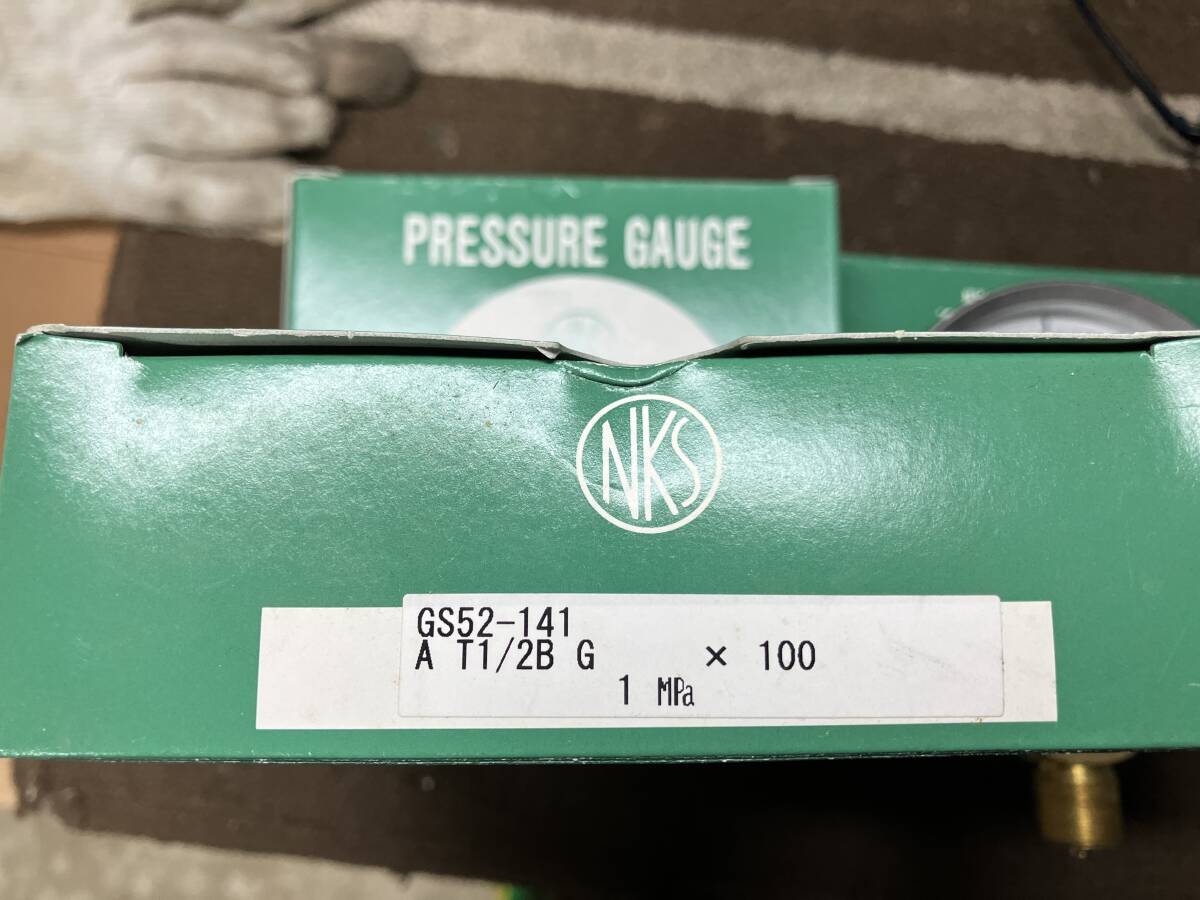 PRESSURE GAUGE
NKS
GS52-141
A T1/2B G × 100
1 MPa